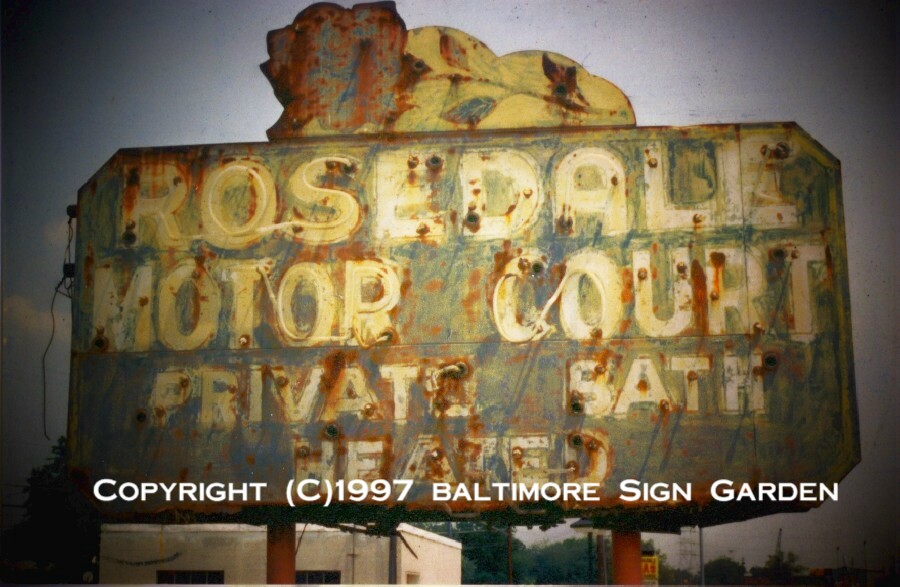 ROSEDALE
MOTOR COURT
PRIVATE BATH
HEATED
COPYRIGHT (C)1997 BALTIMORE SIGN GARDEN